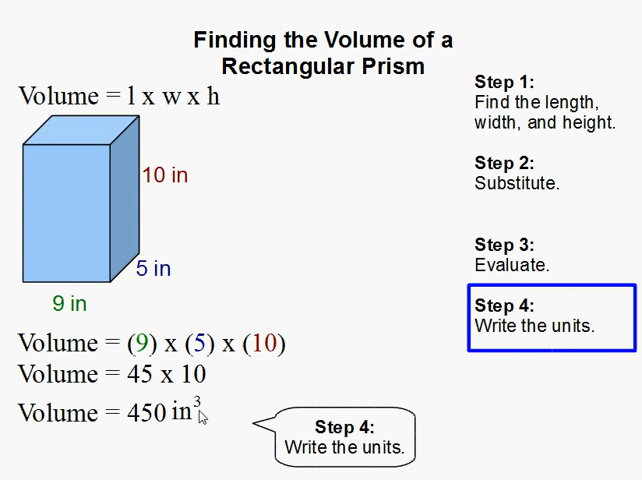 Finding the Volume of a
Rectangular Prism
Volume = l x w x h
10 in
5 in
9 in
Volume = (9) x (5) x (10)
Volume = 45 x 10
Volume = 450 in³
Step 4:
Write the units.
Step 1:
Find the length,
width, and height.
Step 2:
Substitute.
Step 3:
Evaluate.
Step 4:
Write the units.